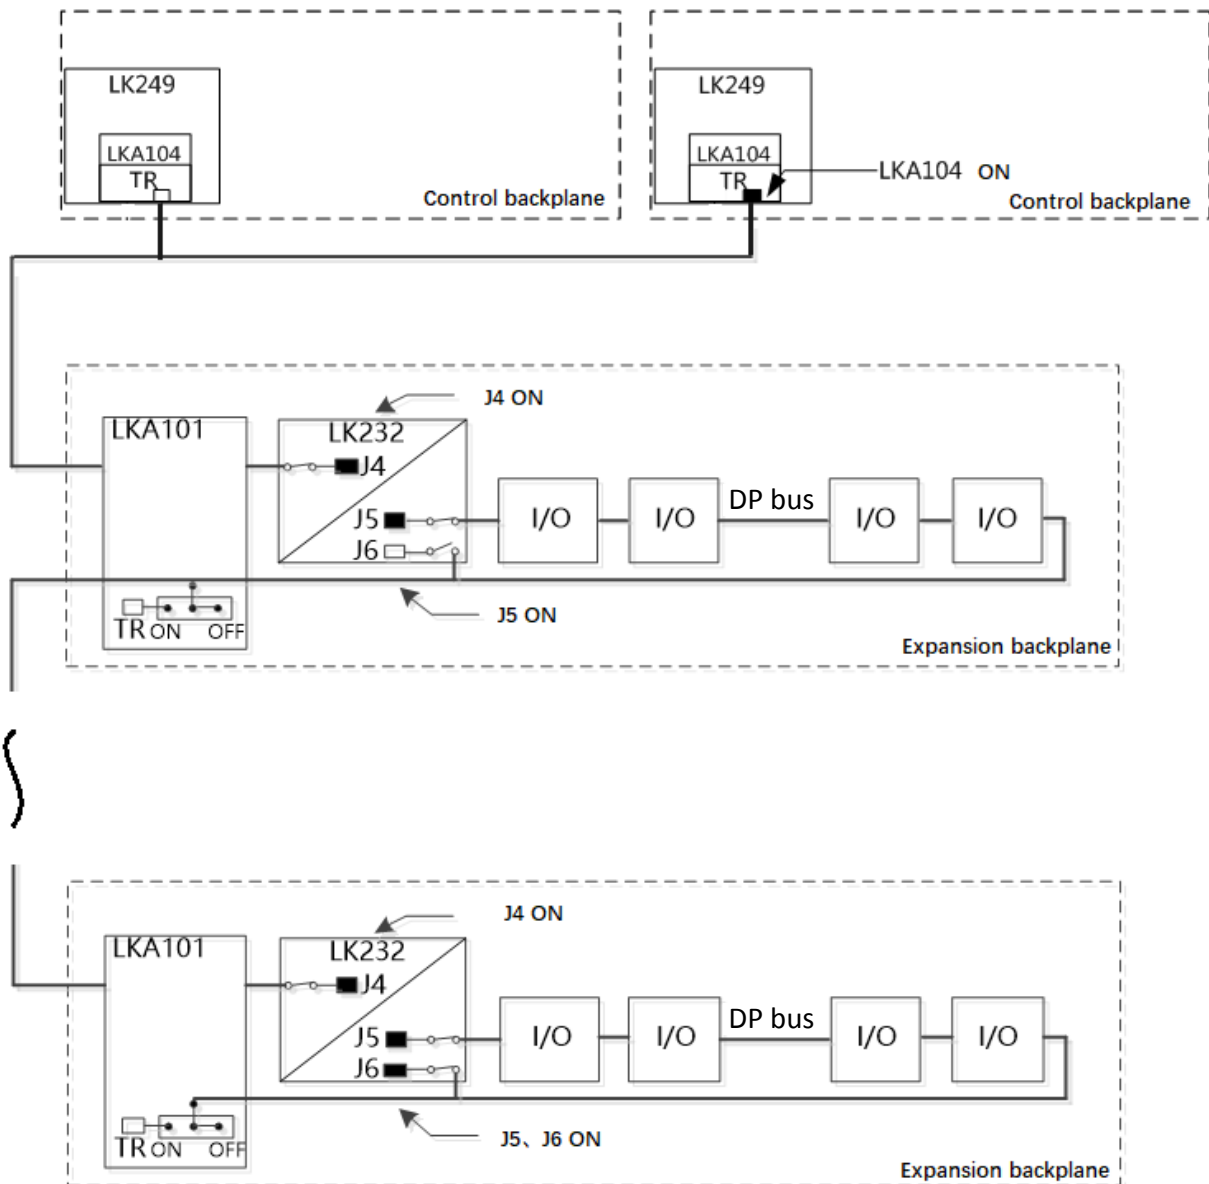 LK249
LKA104
TR
Control backplane
LK249
LKA104
TR
LKA104 ON
Control backplane
J4 ON
LKA101
LK232
J4
J5
J6
I/O
I/O
DP bus
I/O
I/O
TR ON OFF
J5 ON
Expansion backplane
J4 ON
LKA101
LK232
J4
J5
J6
I/O
I/O
DP bus
I/O
I/O
TR ON OFF
J5、J6 ON
Expansion backplane